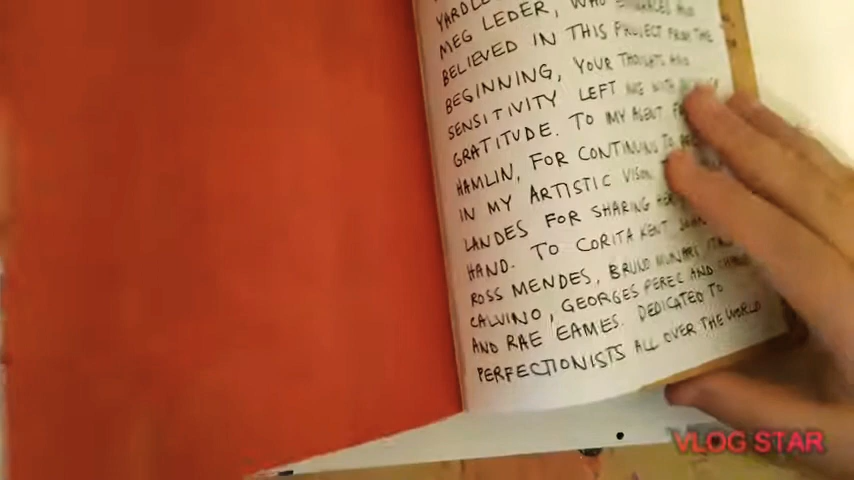 MEG LEDER, WHO EMBRACED AND
BELIEVED IN THIS PROJECT FROM THE
BEGINNING, YOUR THOUGHTS AND
SENSITIVITY LEFT ME WITH
GRATITUDE. TO MY AGENT
HAMLIN, FOR CONTINUING TO
IN MY ARTISTIC VISION.
LANDES FOR SHARING HER
HAND. TO CORITA KENT,
ROSS MENDES, BRUNO MUNARI, ITALO
CALVINO, GEORGES PEREC AND
AND RAE EAMES. DEDICATED TO
PERFECTIONISTS ALL OVER THE WORLD
VLOG STAR